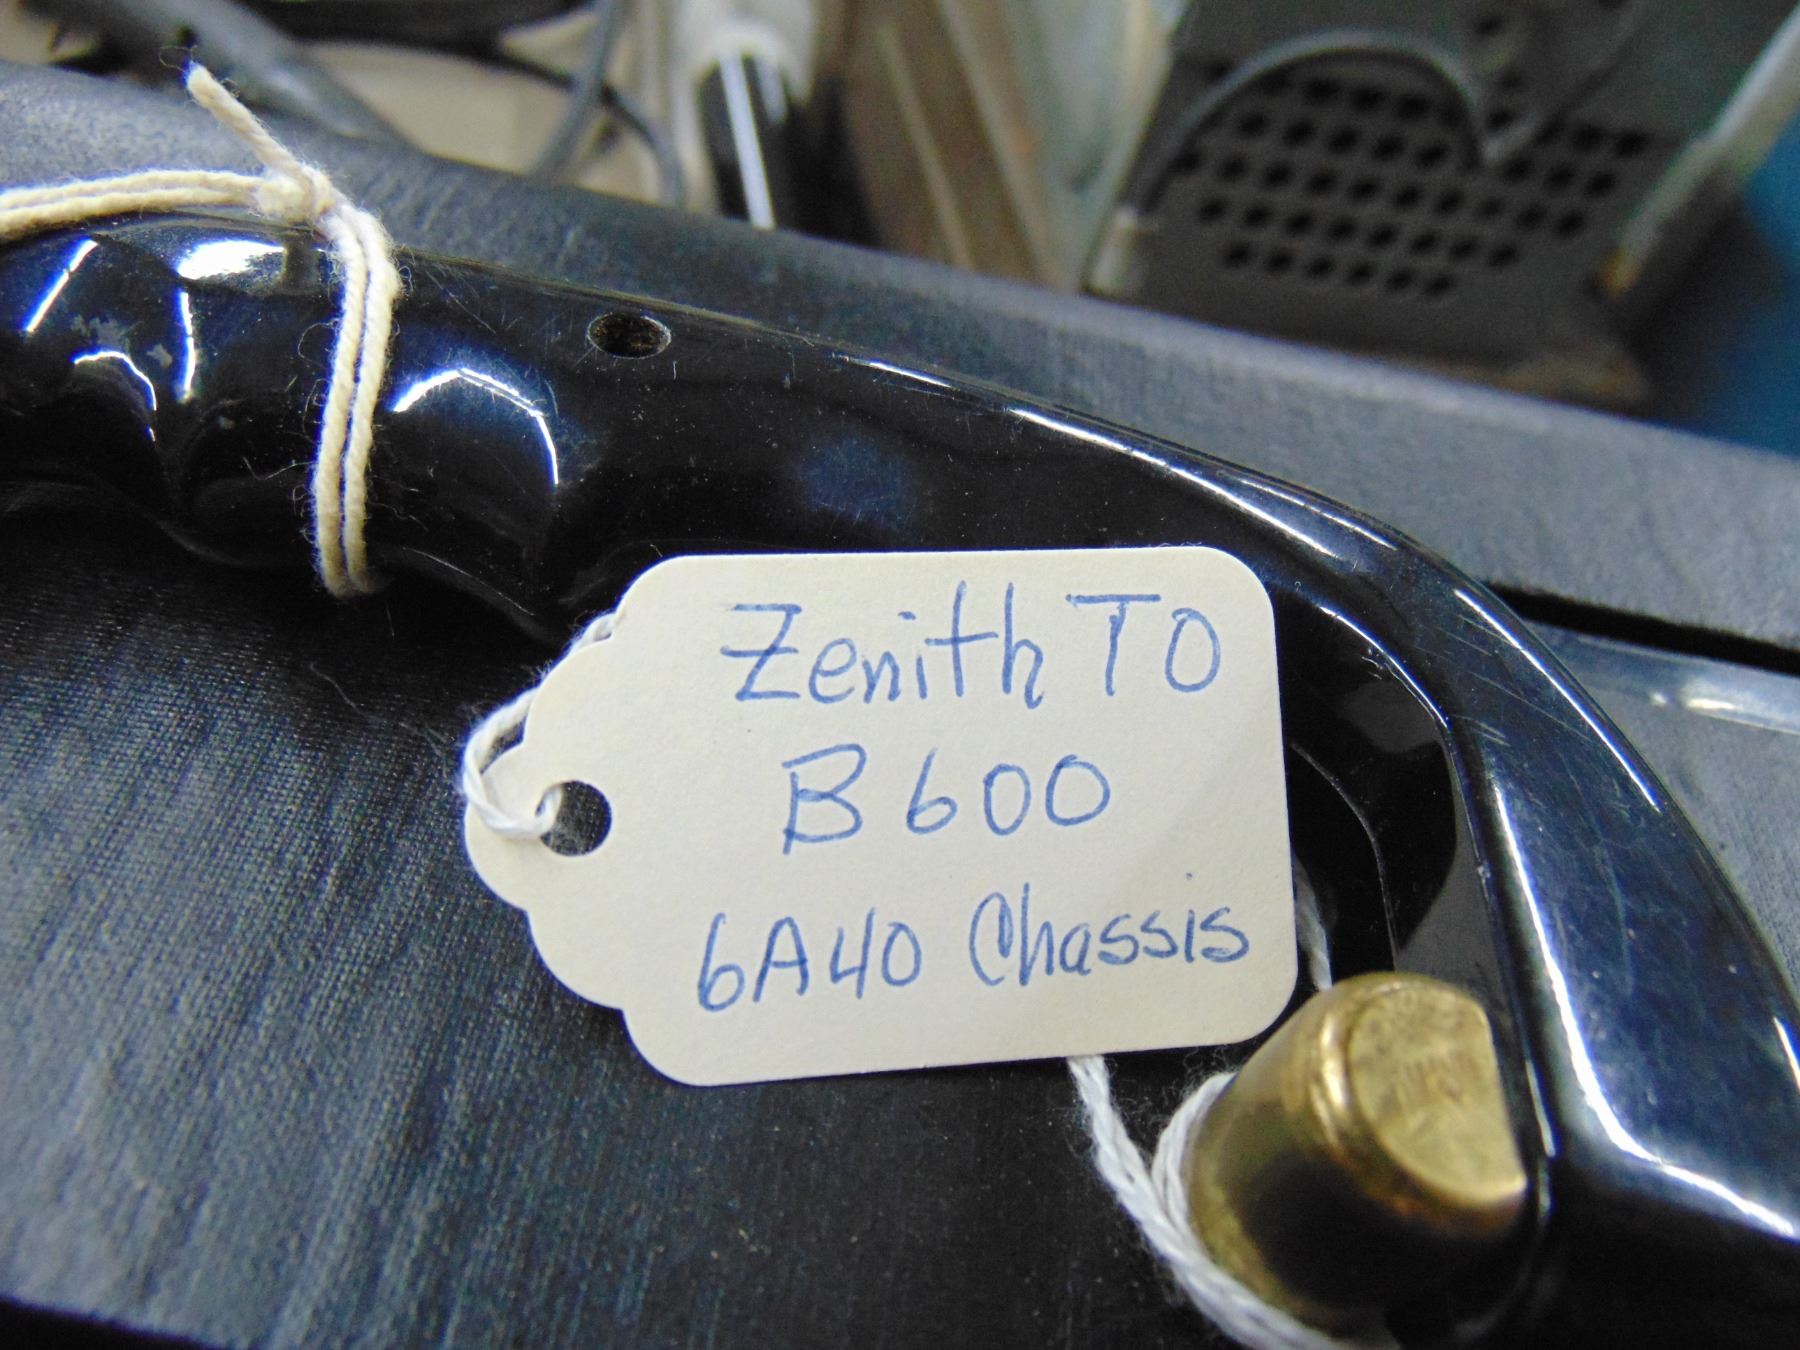 Zenith TO
B600
6A40 Chassis